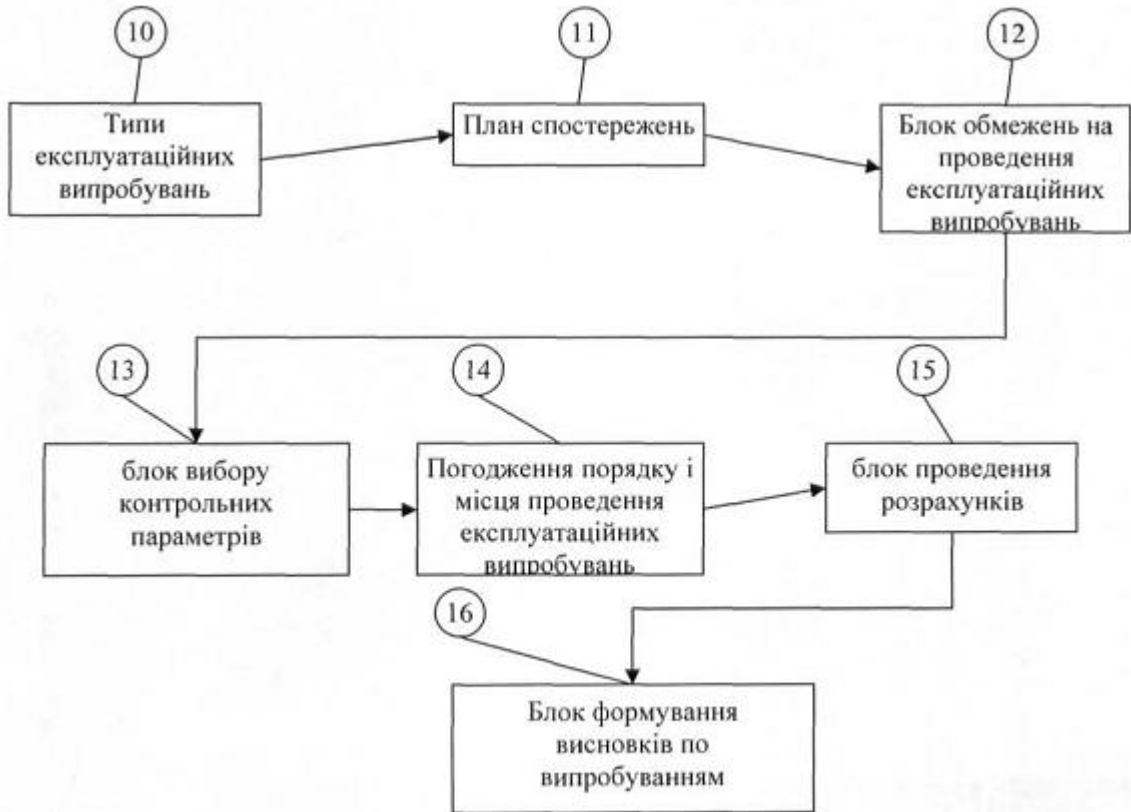 10
11
12
Типи
експлуатаційних
випробувань
План спостережень
Блок обмежень на
проведення
експлуатаційних
випробувань
13
14
15
блок вибору
контрольних
параметрів
Погодження порядку і
місця проведення
експлуатаційних
випробувань
блок проведення
розрахунків
16
Блок формування
висновків по
випробуванням